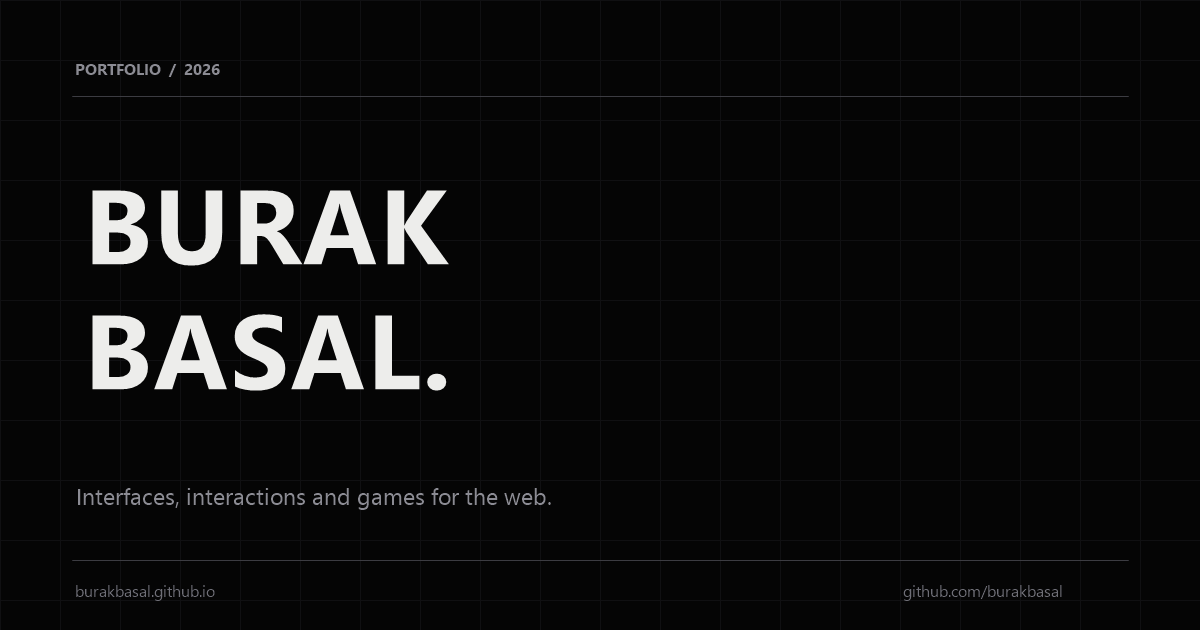 PORTFOLIO / 2026
BURAK
BASAL.
Interfaces, interactions and games for the web.
burakbasal.github.io
github.com/burakbasal